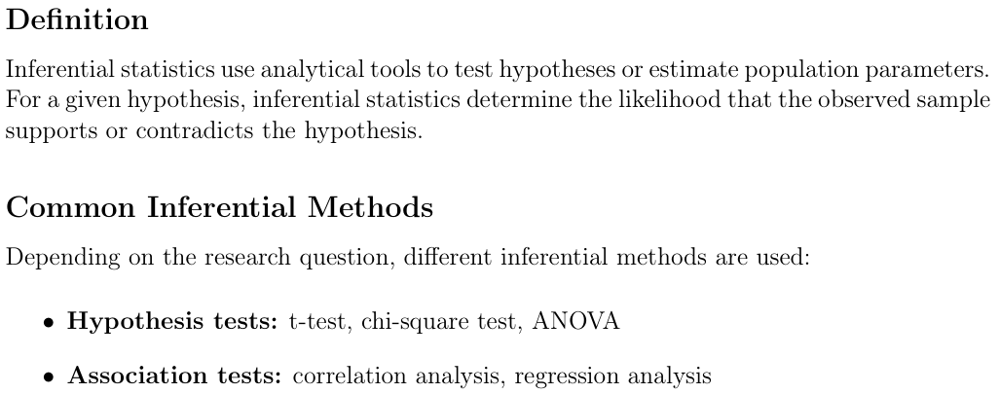 Definition
Inferential statistics use analytical tools to test hypotheses or estimate population parameters.
For a given hypothesis, inferential statistics determine the likelihood that the observed sample
supports or contradicts the hypothesis.
Common Inferential Methods
Depending on the research question, different inferential methods are used:
• Hypothesis tests: t-test, chi-square test, ANOVA
• Association tests: correlation analysis, regression analysis